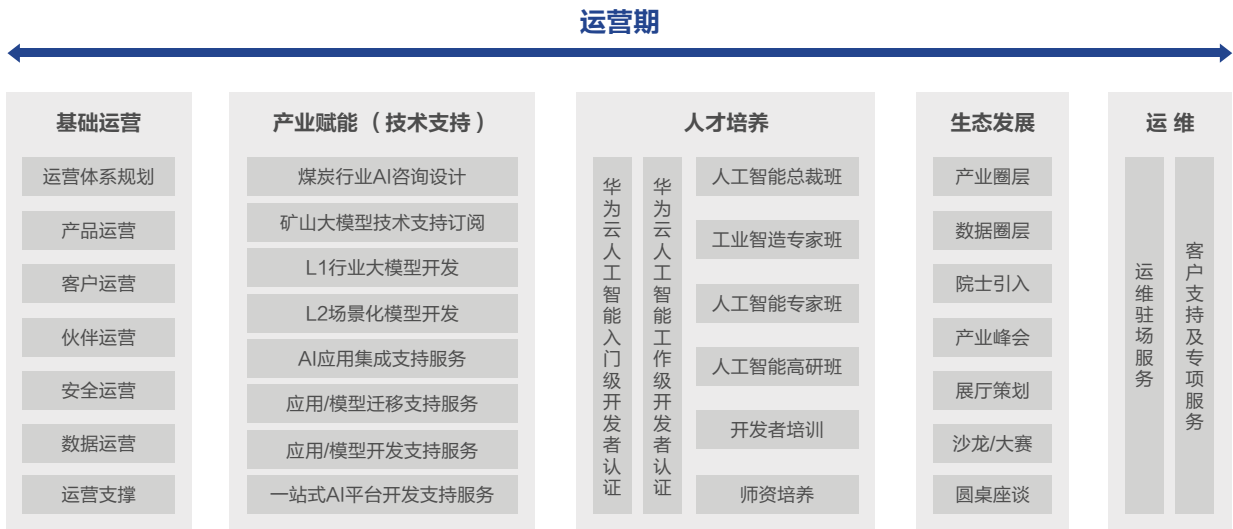 运营期
基础运营
运营体系规划
产品运营
客户运营
伙伴运营
安全运营
数据运营
运营支撑
产业赋能（技术支持）
煤炭行业AI咨询设计
矿山大模型技术支持订阅
L1行业大模型开发
L2场景化模型开发
AI应用集成支持服务
应用/模型迁移支持服务
应用/模型开发支持服务
一站式AI平台开发支持服务
人才培养
华为云人工智能入门级开发者认证
华为云人工智能工作级开发者认证
人工智能总裁班
工业智造专家班
人工智能专家班
人工智能高研班
开发者培训
师资培养
生态发展
产业圈层
数据圈层
院士引入
产业峰会
展厅策划
沙龙/大赛
圆桌座谈
运 维
运维驻场服务
客户支持及专项服务